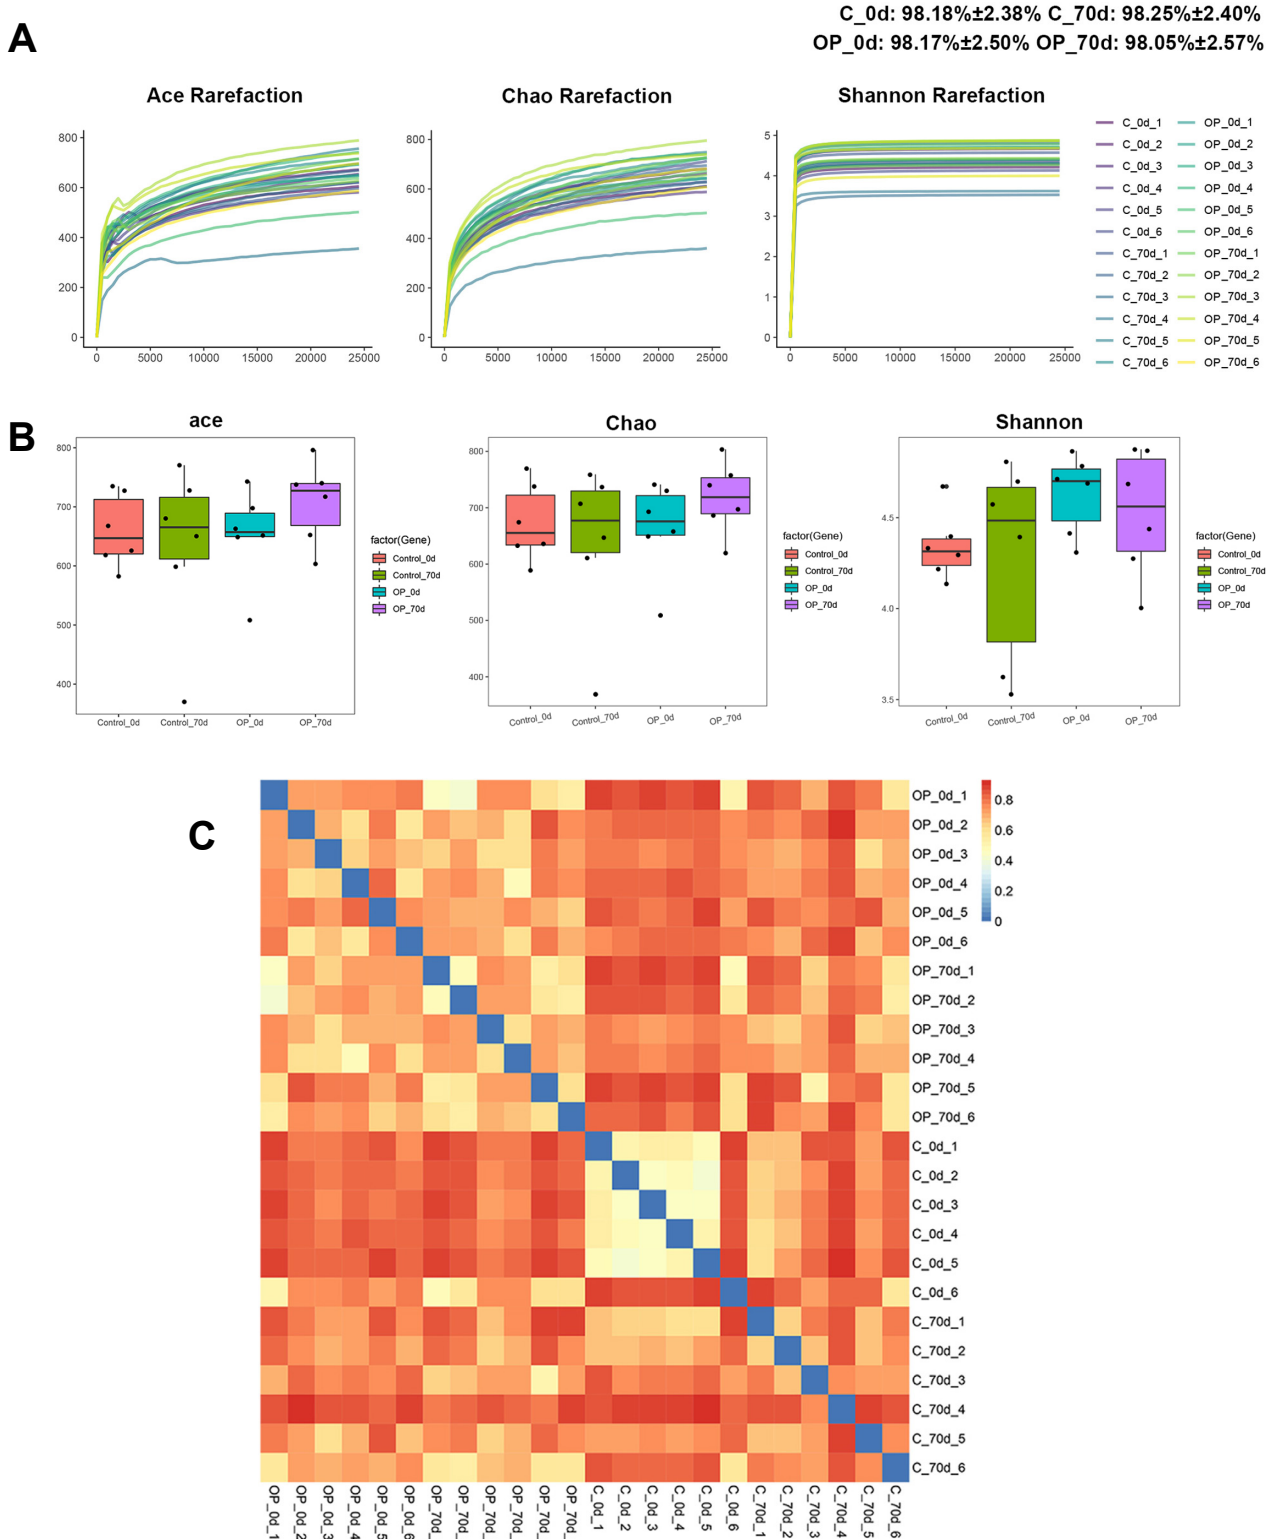 C_0d: 98.18%±2.38% C_70d: 98.25%±2.40%
OP_0d: 98.17%±2.50% OP_70d: 98.05%±2.57%
A
Ace Rarefaction
Chao Rarefaction
Shannon Rarefaction
800
600
400
200
0
0 5000 10000 15000 20000 25000
800
600
400
200
0
0 5000 10000 15000 20000 25000
5
4
3
2
1
0
0 5000 10000 15000 20000 25000
C_0d_1 OP_0d_1
C_0d_2 OP_0d_2
C_0d_3 OP_0d_3
C_0d_4 OP_0d_4
C_0d_5 OP_0d_5
C_0d_6 OP_0d_6
C_70d_1 OP_70d_1
C_70d_2 OP_70d_2
C_70d_3 OP_70d_3
C_70d_4 OP_70d_4
C_70d_5 OP_70d_5
C_70d_6 OP_70d_6
B
ace
800
700
600
500
400
Control_0d Control_70d OP_0d OP_70d
factor(Gene)
Control_0d
Control_70d
OP_0d
OP_70d
Chao
800
700
600
500
400
Control_0d Control_70d OP_0d OP_70d
factor(Gene)
Control_0d
Control_70d
OP_0d
OP_70d
Shannon
4.5
4.0
3.5
Control_0d Control_70d OP_0d OP_70d
factor(Gene)
Control_0d
Control_70d
OP_0d
OP_70d
C
OP_0d_1
OP_0d_2
OP_0d_3
OP_0d_4
OP_0d_5
OP_0d_6
OP_70d_1
OP_70d_2
OP_70d_3
OP_70d_4
OP_70d_5
OP_70d_6
C_0d_1
C_0d_2
C_0d_3
C_0d_4
C_0d_5
C_0d_6
C_70d_1
C_70d_2
C_70d_3
C_70d_4
C_70d_5
C_70d_6
0.8
0.6
0.4
0.2
0
OP_0d_1
OP_0d_2
OP_0d_3
OP_0d_4
OP_0d_5
OP_0d_6
OP_70d_
OP_70d_
OP_70d_
OP_70d_
OP_70d_
OP_70d_
C_0d_1
C_0d_2
C_0d_3
C_0d_4
C_0d_5
C_0d_6
C_70d_1
C_70d_2
C_70d_3
C_70d_4
C_70d_5
C_70d_6